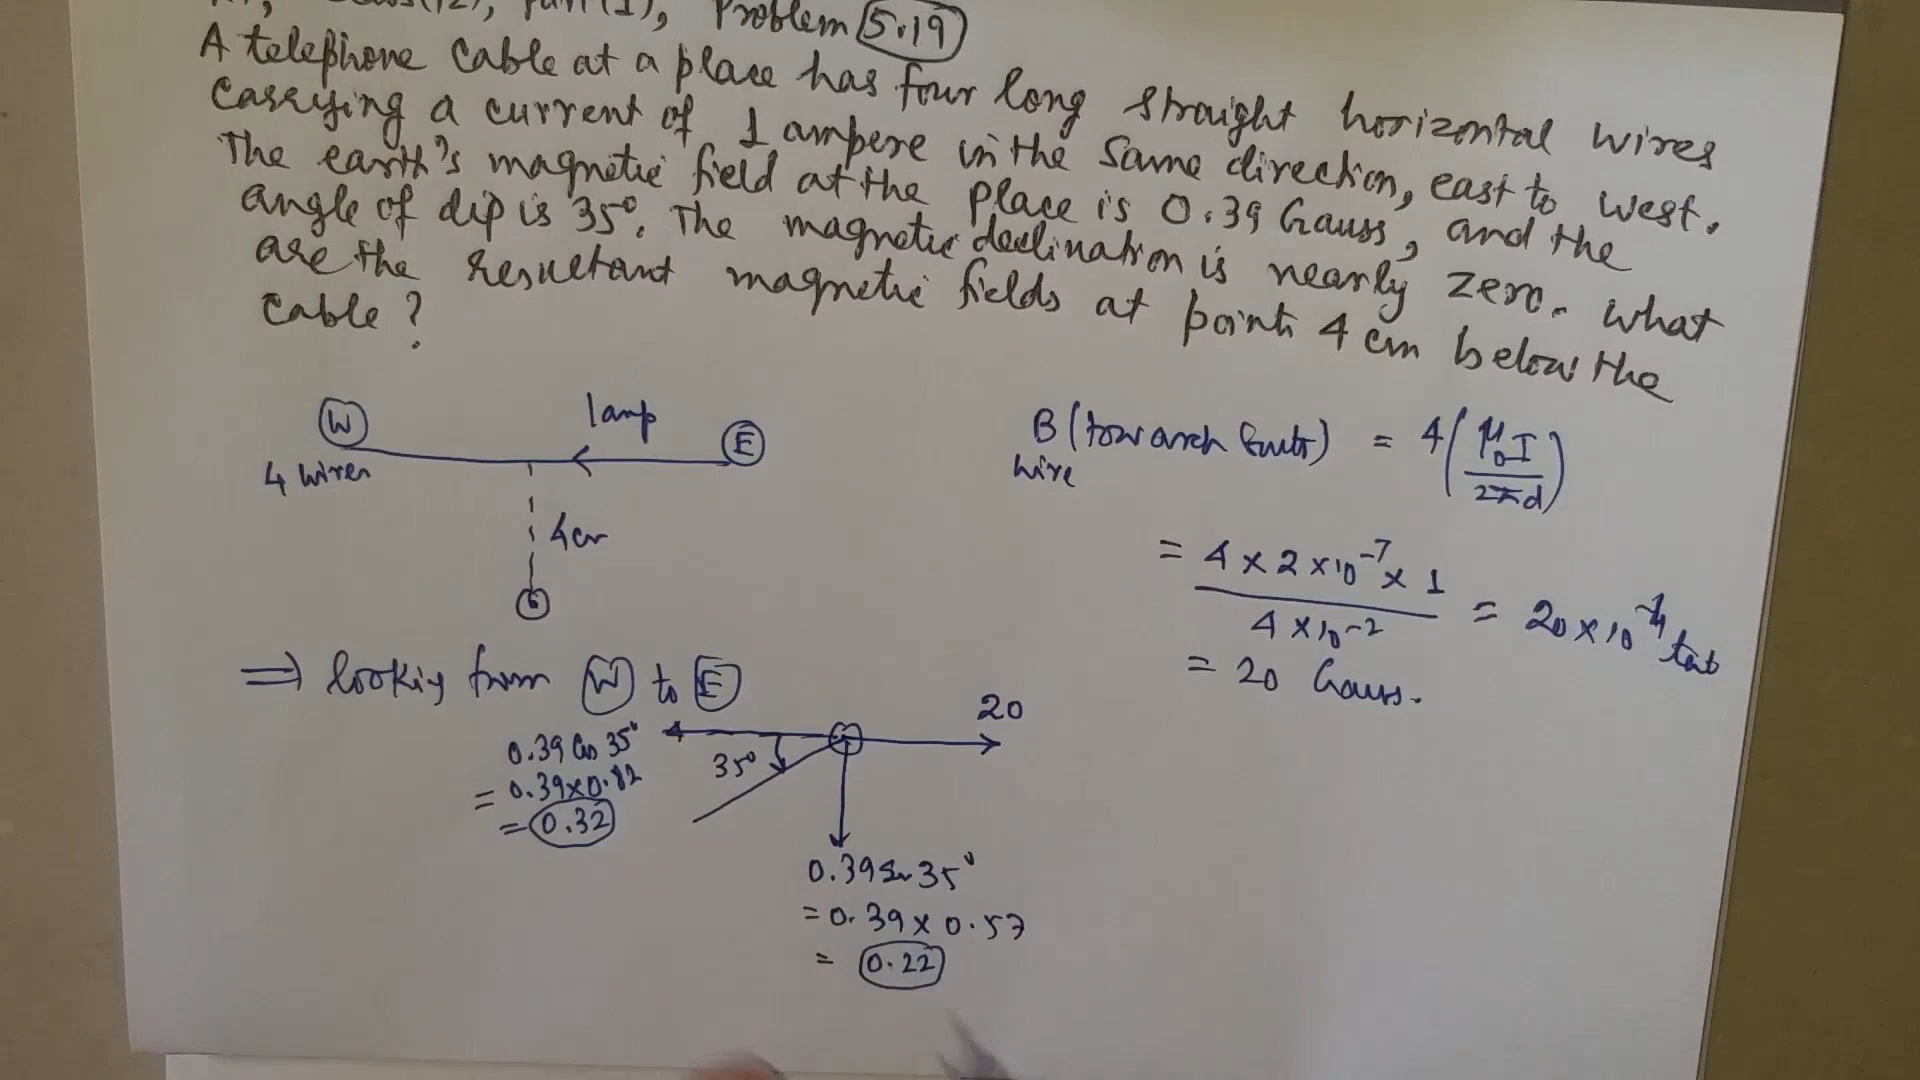 Problem 5.19
A telephone cable at a place has four long straight horizontal wires
carrying a current of 1 ampere in the same direction, east to west.
The earth's magnetic field at the place is 0.39 Gauss, and the
angle of dip is 35°. The magnetic declination is nearly zero. What
are the resultant magnetic fields at points 4 cm below the
cable?
W 1amp E
4 wires
4cm
B (towards south) = 4(μ₀I/2πd)
wire
= 4 × 2 × 10⁻⁷ × 1 / 4 × 10⁻² = 20 × 10
= 20 Gauss.
⇒ looking from W to E
20
0.39 Cos 35°
= 0.39×0.82
= 0.32
35°
0.39 Sin 35°
= 0.39 × 0.57
= 0.22